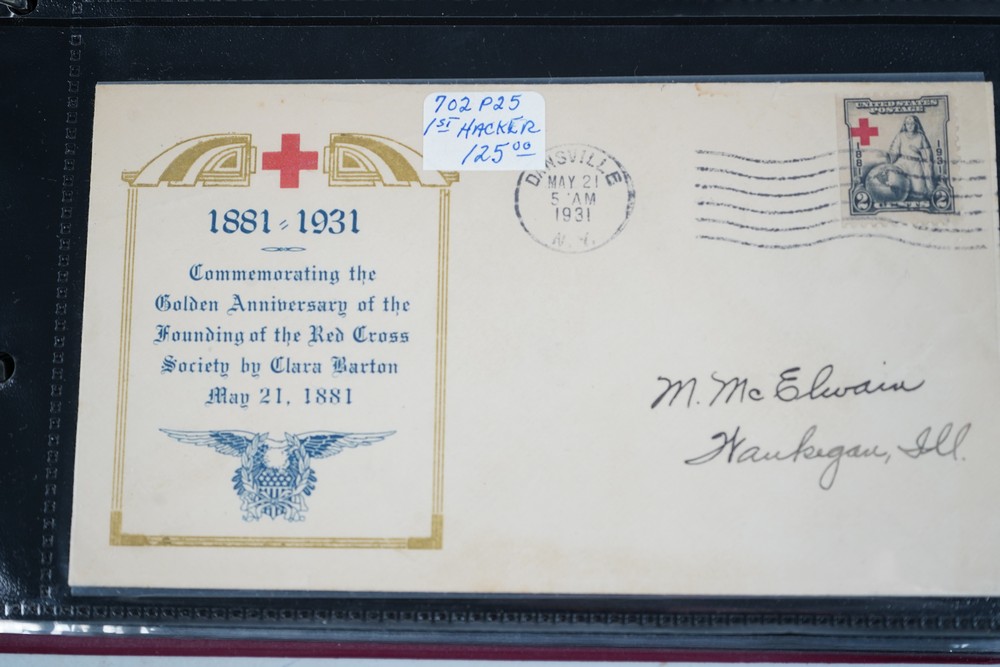 702 P25
1ST HACKER
125.00
1881-1931
Commemorating the
Golden Anniversary of the
Founding of the Red Cross
Society by Clara Barton
May 21, 1881
DANSVILLE
MAY 21
5 AM
1931
N.Y.
UNITED STATES
POSTAGE
1881
1931
2 CENTS 2
M. McElwain
Waukegan, Ill.